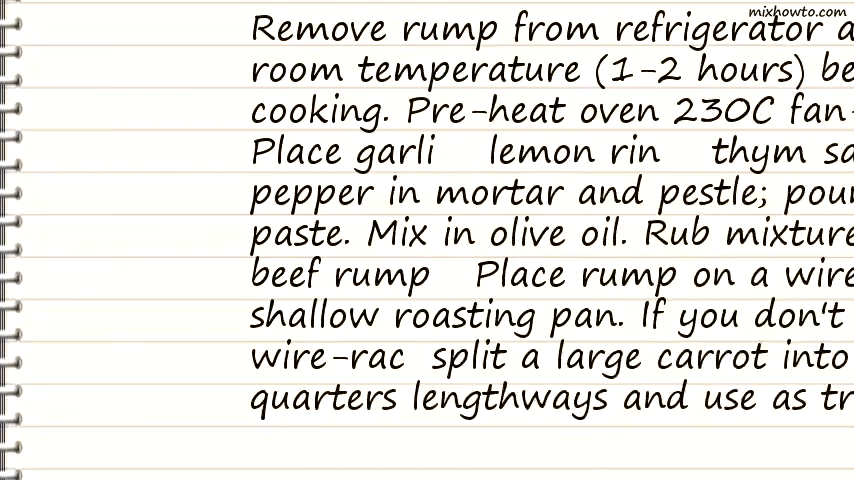 mixhowto.com
Remove rump from refrigerator a
room temperature (1-2 hours) be
cooking. Pre-heat oven 230C fan-
Place garli lemon rin thym sa
pepper in mortar and pestle; pour
paste. Mix in olive oil. Rub mixture
beef rump Place rump on a wire
shallow roasting pan. If you don't
wire-rac split a large carrot into
quarters lengthways and use as tr